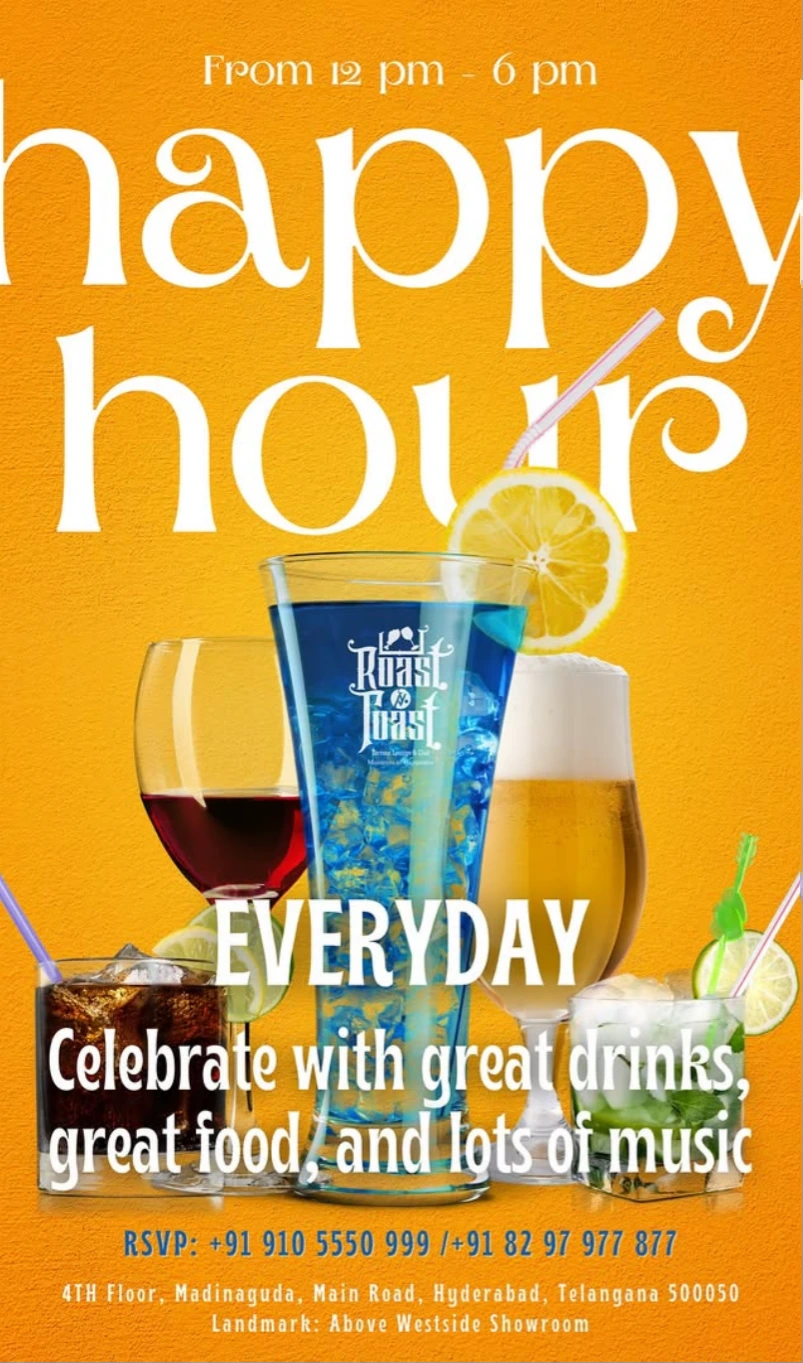 From 12 pm - 6 pm
happy
hour
Roast
N
Toast
EVERYDAY
Celebrate with great drinks,
great food, and lots of music
RSVP: +91 910 5550 999 /+91 82 97 977 877
4TH Floor, Madinaguda, Main Road, Hyderabad, Telangana 500050
Landmark: Above Westside Showroom